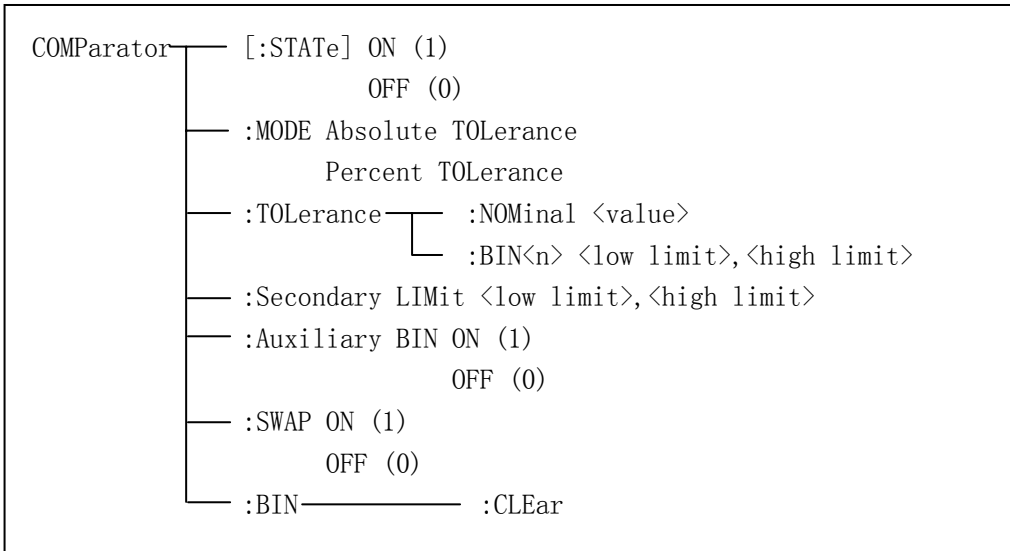 COMParator [:STATe] ON (1)
OFF (0)
:MODE Absolute TOLerance
Percent TOLerance
:TOLerance :NOMinal <value>
:BIN<n> <low limit>,<high limit>
:Secondary LIMit <low limit>,<high limit>
:Auxiliary BIN ON (1)
OFF (0)
:SWAP ON (1)
OFF (0)
:BIN :CLEar